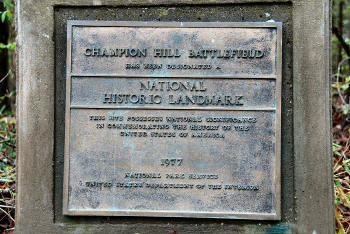 CHAMPION HILL BATTLEFIELD
HAS BEEN DESIGNATED A
NATIONAL
HISTORIC LANDMARK
THIS SITE POSSESSES NATIONAL SIGNIFICANCE
IN COMMEMORATING THE HISTORY OF THE
UNITED STATES OF AMERICA
1977
NATIONAL PARK SERVICE
UNITED STATES DEPARTMENT OF THE INTERIOR